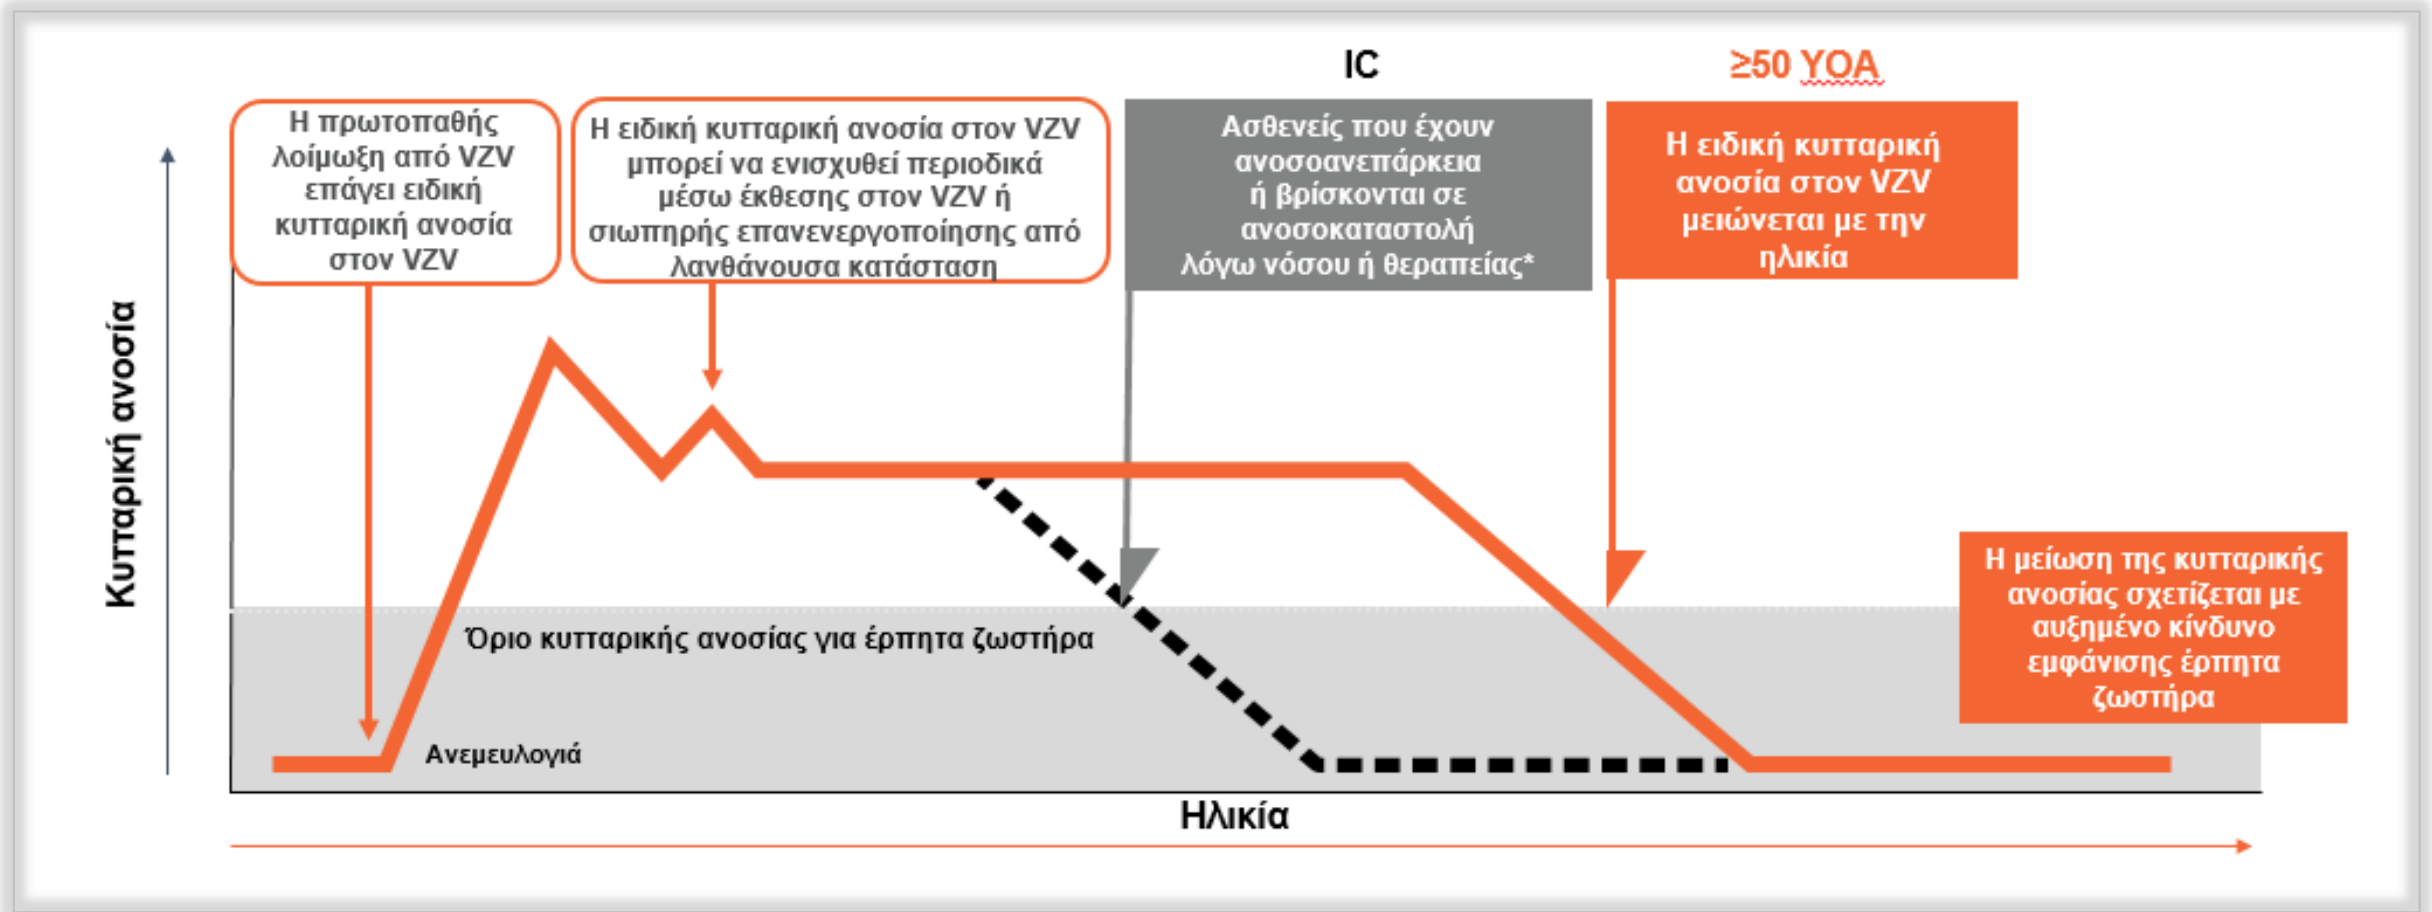 IC
≥50 YOA
Η πρωτοπαθής
λοίμωξη από VZV
επάγει ειδική
κυτταρική ανοσία
στον VZV
Η ειδική κυτταρική ανοσία στον VZV
μπορεί να ενισχυθεί περιοδικά
μέσω έκθεσης στον VZV ή
σιωπηρής επανενεργοποίησης από
λανθάνουσα κατάσταση
Ασθενείς που έχουν
ανοσοανεπάρκεια
ή βρίσκονται σε
ανοσοκαταστολή
λόγω νόσου ή θεραπείας*
Η ειδική κυτταρική
ανοσία στον VZV
μειώνεται με την
ηλικία
Κυτταρική ανοσία
Η μείωση της κυτταρικής
ανοσίας σχετίζεται με
αυξημένο κίνδυνο
εμφάνισης έρπητα
ζωστήρα
Όριο κυτταρικής ανοσίας για έρπητα ζωστήρα
Ανεμευλογιά
Ηλικία